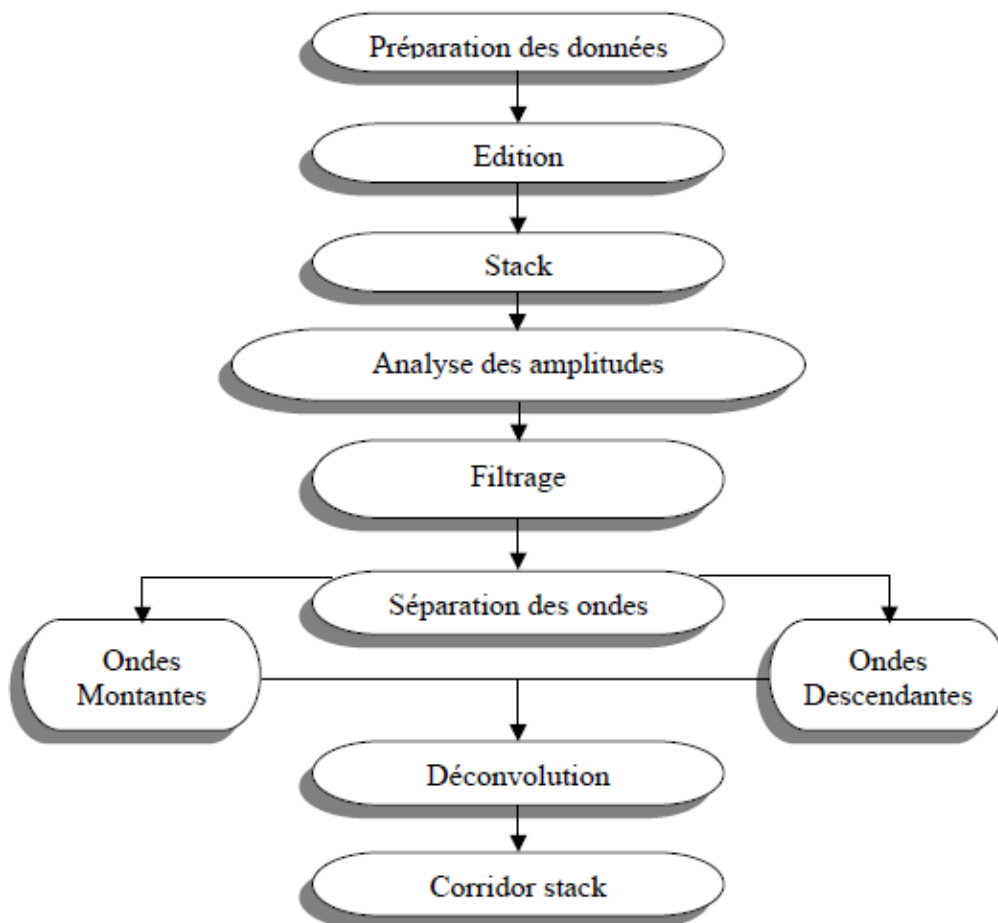 Préparation des données
Edition
Stack
Analyse des amplitudes
Filtrage
Séparation des ondes
Ondes
Montantes
Ondes
Descendantes
Déconvolution
Corridor stack